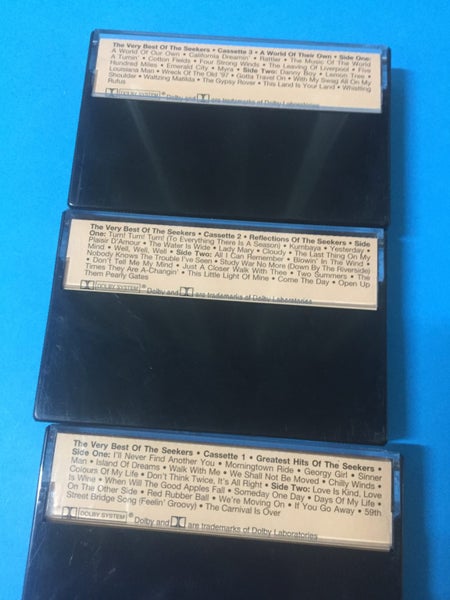 The Very Best Of The Seekers • Cassette 3 • A World Of Their Own • Side One:
A World Of Our Own • California Dreamin' • Rattler • The Music Of The World
A Turnin' • Cotton Fields • Four Strong Winds • The Leaving Of Liverpool • Five
Hundred Miles • Emerald City • Myra • Side Two: Danny Boy • Lemon Tree •
Louisiana Man • Wreck Of The Old '97 • Gotta Travel On • With My Swag All On My
Shoulder • Waltzing Matilda • The Gypsy Rover • This Land Is Your Land • Whistling
Rufus
DOLBY SYSTEM ® Dolby and are trademarks of Dolby Laboratories
The Very Best Of The Seekers • Cassette 2 • Reflections Of The Seekers • Side
One: Turn! Turn! Turn! (To Everything There Is A Season) • Kumbaya • Yesterday •
Plaisir D'Amour • The Water Is Wide • Lady Mary • Cloudy • The Last Thing On My
Mind • Well, Well, Well • Side Two: All I Can Remember • Blowin' In The Wind •
Nobody Knows The Trouble I've Seen • Study War No More (Down By The Riverside)
• Don't Tell Me My Mind • Just A Closer Walk With Thee • Two Summers • The
Times They Are A-Changin' • This Little Light Of Mine • Come The Day • Open Up
Them Pearly Gates
DOLBY SYSTEM ® Dolby and are trademarks of Dolby Laboratories
The Very Best Of The Seekers • Cassette 1 • Greatest Hits Of The Seekers •
Side One: I'll Never Find Another You • Morningtown Ride • Georgy Girl • Sinner
Man • Island Of Dreams • Walk With Me • We Shall Not Be Moved • Chilly Winds •
Colours Of My Life • Don't Think Twice, It's All Right • Side Two: Love Is Kind, Love
Is Wine • When Will The Good Apples Fall • Someday One Day • Days Of My Life •
On The Other Side • Red Rubber Ball • We're Moving On • If You Go Away • 59th
Street Bridge Song (Feelin' Groovy) • The Carnival Is Over
DOLBY SYSTEM ® Dolby and are trademarks of Dolby Laboratories